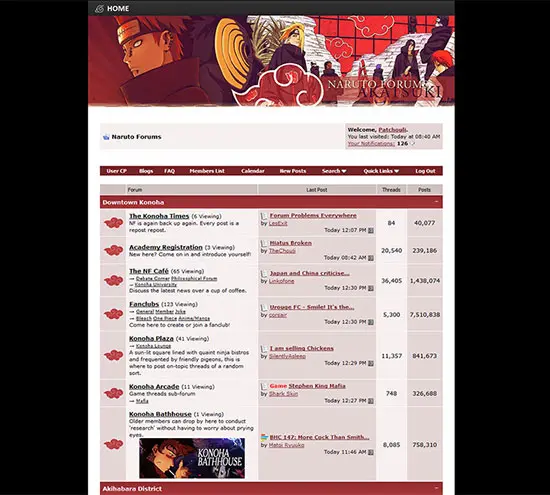 HOME
NARUTO FORUMS
AKATSUKI
Naruto Forums
Welcome, Patchouli.
You last visited: Today at 08:40 AM
Your Notifications: 126
User CP Blogs FAQ Members List Calendar New Posts Search Quick Links Log Out
Forum Last Post Threads Posts
Downtown Konoha
The Konoha Times (6 Viewing)
NF is again back up again. Every post is a
repost repost.
Forum Problems Everywhere
by LesExit
Today 12:07 PM
84
40,077
Academy Registration (3 Viewing)
New here? Come on in and introduce yourself!
Hiatus Broken
by TheChouji
Today 08:42 AM
20,540
239,186
The NF Café (65 Viewing)
→ Debate Corner Philosophical Forum
→ Konoha University
Discuss the latest news over a cup of coffee.
Japan and China criticise...
by Linkofone
Today 12:30 PM
36,405
1,438,074
Fanclubs (123 Viewing)
→ General Member Joke
→ Bleach One Piece Anime/Manga
Come here to create or join a fanclub!
Urouge FC - Smile! It's the...
by corsair
Today 12:30 PM
5,300
7,510,838
Konoha Plaza (41 Viewing)
→ Konoha Lounge
A sun-lit square lined with quaint ninja bistros
and frequented by friendly pigeons, this is
where to post on-topic threads of a random
sort.
I am selling Chickens
by SilentlyAsleep
Today 12:29 PM
11,357
841,673
Konoha Arcade (11 Viewing)
Game threads sub-forum
→ Mafia
Game Stephen King Mafia
by Shark Skin
Today 12:27 PM
748
326,688
Konoha Bathhouse
Older members can drop by here to conduct
'research' without having to worry about prying
eyes.
KONOHA
BATHHOUSE
BHC 147: More Cock Than Smith...
by Matoi Ryuuko
Today 11:46 AM
8,085
758,310
Akihabara District